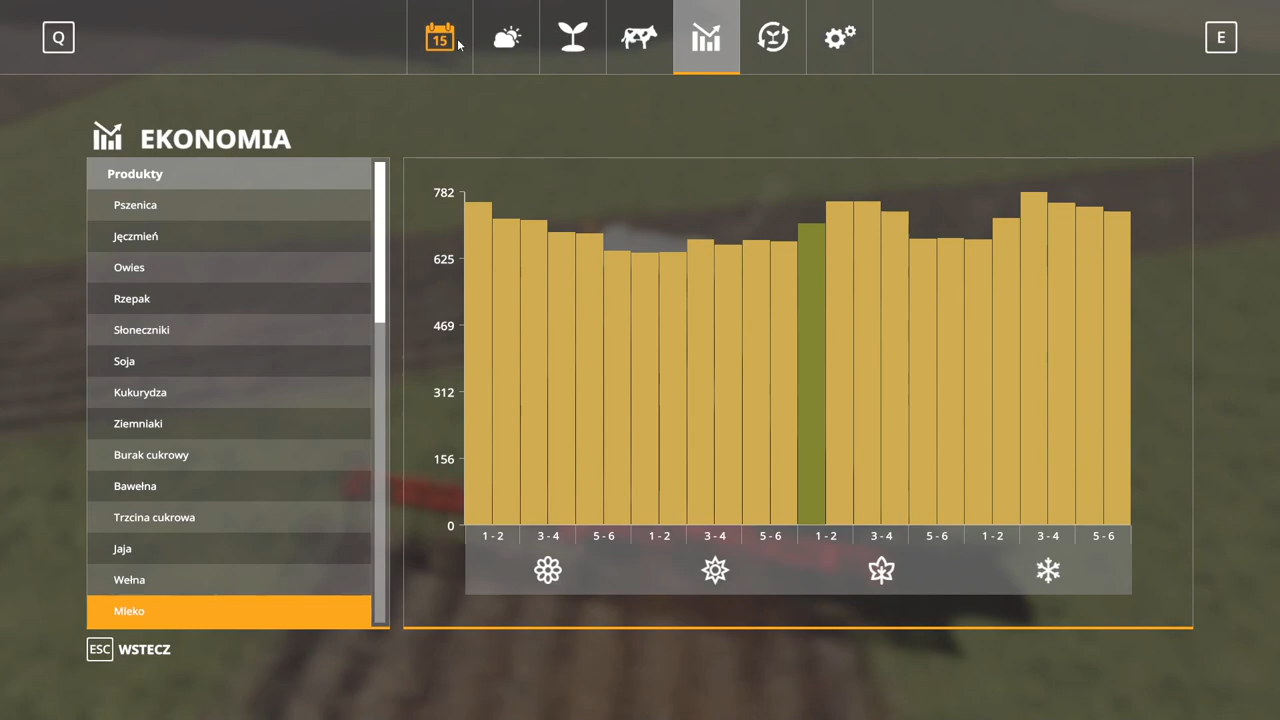 Q
15
E
EKONOMIA
Produkty
Pszenica
Jęczmień
Owies
Rzepak
Słoneczniki
Soja
Kukurydza
Ziemniaki
Burak cukrowy
Bawełna
Trzcina cukrowa
Jaja
Wełna
Mleko
782
625
469
312
156
0
1 - 2 3 - 4 5 - 6 1 - 2 3 - 4 5 - 6 1 - 2 3 - 4 5 - 6 1 - 2 3 - 4 5 - 6
ESC WSTECZ